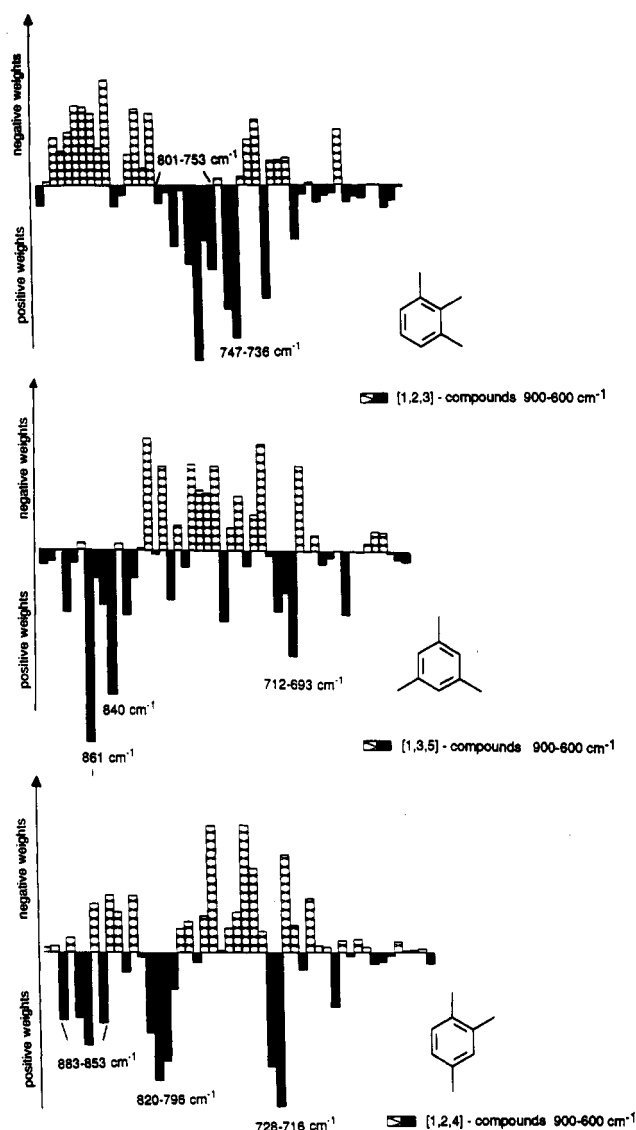 negative weights
801-753 cm-1
positive weights
747-736 cm-1
[1,2,3] - compounds 900-600 cm-1
negative weights
positive weights
712-693 cm-1
840 cm-1
861 cm-1
[1,3,5] - compounds 900-600 cm-1
negative weights
positive weights
883-853 cm-1
820-796 cm-1
728-716 cm-1
[1,2,4] - compounds 900-600 cm-1